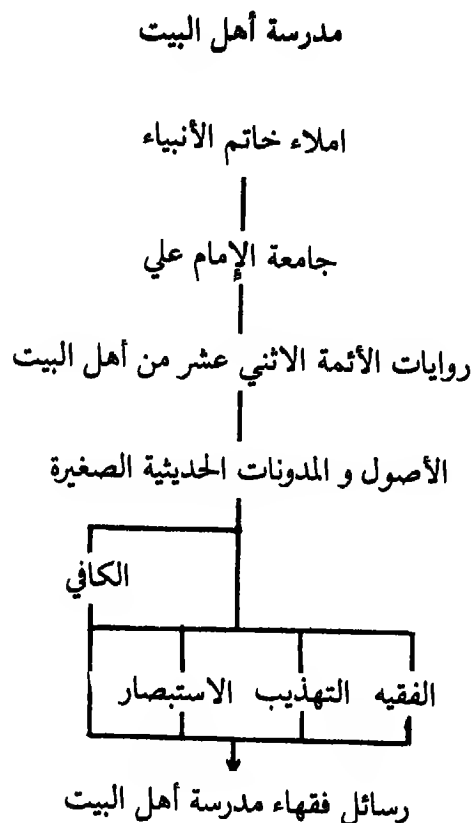 مدرسة أهل البيت
املاء خاتم الأنبياء
جامعة الإمام علي
روايات الأئمة الاثني عشر من أهل البيت
الأصول و المدونات الحديثية الصغيرة
الكافي
الفقيه التهذيب الاستبصار
رسائل فقهاء مدرسة أهل البيت